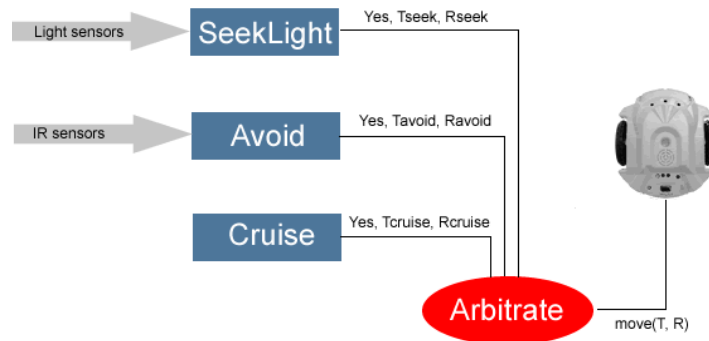 Light sensors
SeekLight
Yes, Tseek, Rseek
IR sensors
Avoid
Yes, Tavoid, Ravoid
Cruise
Yes, Tcruise, Rcruise
Arbitrate
move(T, R)